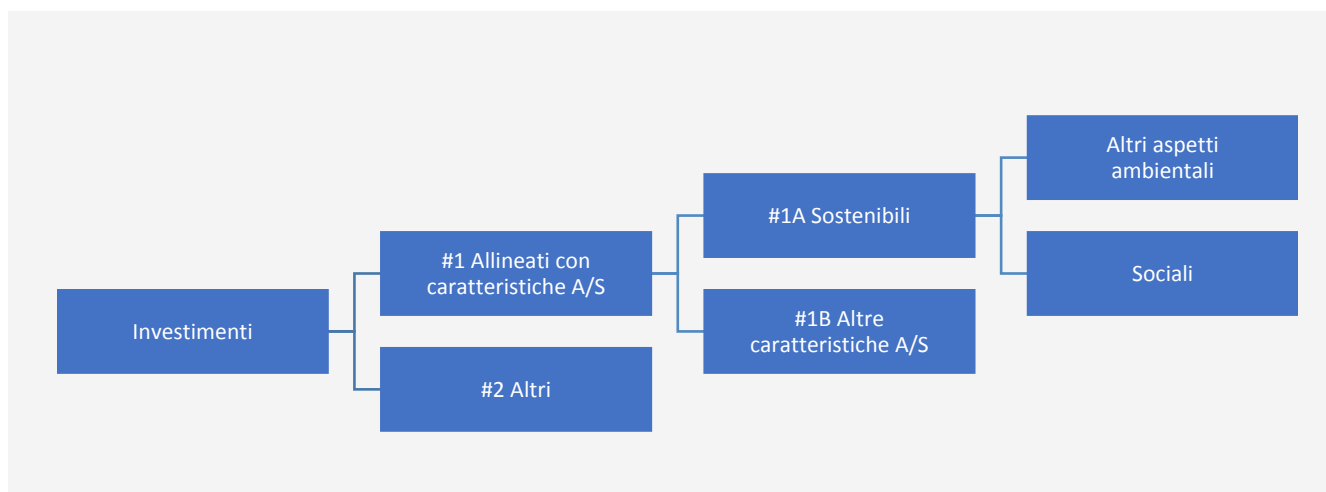 Investimenti
#1 Allineati con
caratteristiche A/S
#2 Altri
#1A Sostenibili
#1B Altre
caratteristiche A/S
Altri aspetti
ambientali
Sociali